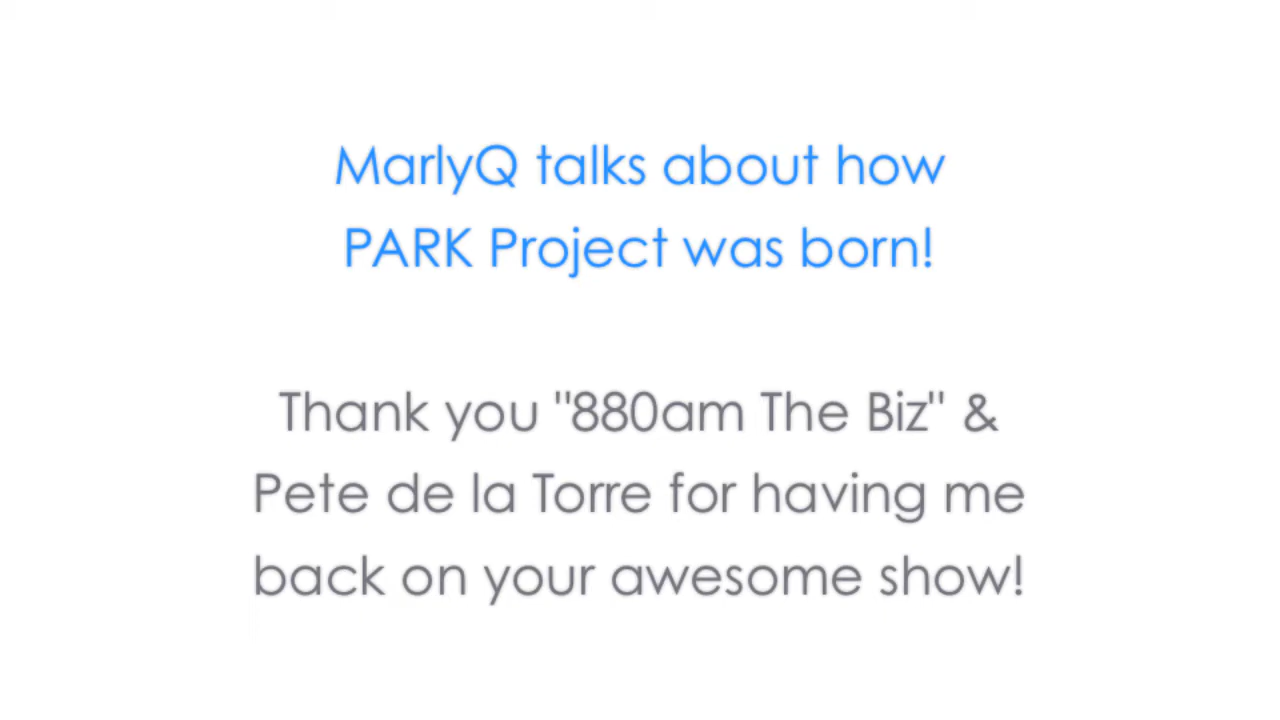 MarlyQ talks about how
PARK Project was born!
Thank you "880am The Biz" &
Pete de la Torre for having me
back on your awesome show!